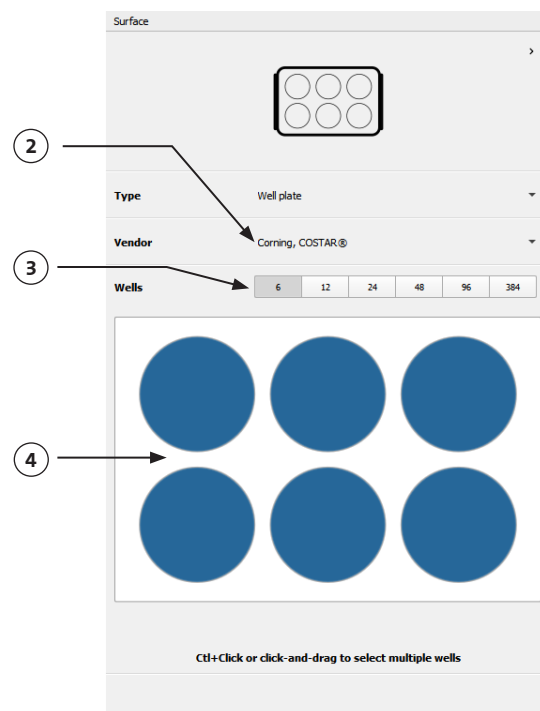 Surface
>
2
Type Well plate
Vendor Corning, COSTAR®
3
Wells 6 12 24 48 96 384
4
Ctl+Click or click-and-drag to select multiple wells